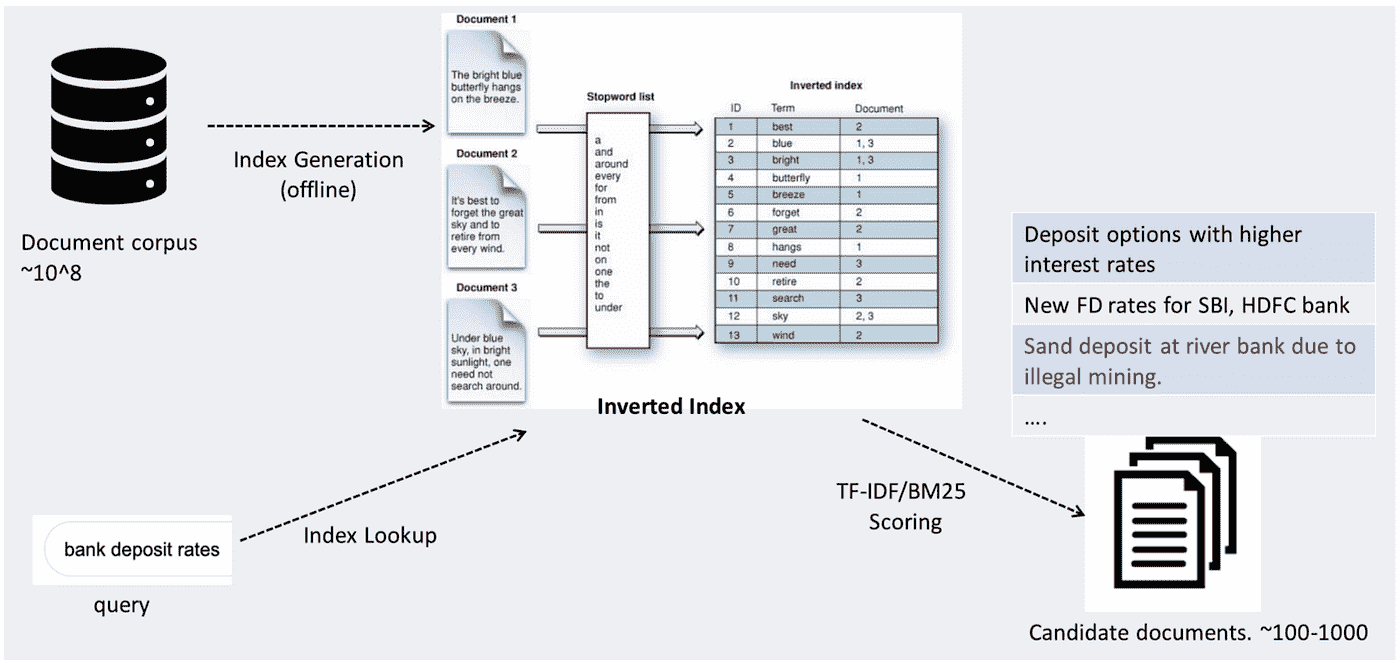 Document 1
The bright blue
butterfly hangs
on the breeze.
Document 2
It's best to
forget the great
sky and to
retire from
every wind.
Document 3
Under blue
sky, in bright
sunlight, one
need not
search around.
Stopword list
a
and
around
every
for
from
in
is
it
not
on
one
the
to
under
Inverted index
ID Term Document
1 best 2
2 blue 1, 3
3 bright 1, 3
4 butterfly 1
5 breeze 1
6 forget 2
7 great 2
8 hangs 1
9 need 3
10 retire 2
11 search 3
12 sky 2, 3
13 wind 2
Inverted Index
Index Generation
(offline)
Document corpus
~10^8
bank deposit rates
query
Index Lookup
TF-IDF/BM25
Scoring
Deposit options with higher
interest rates
New FD rates for SBI, HDFC bank
Sand deposit at river bank due to
illegal mining.
....
Candidate documents. ~100-1000